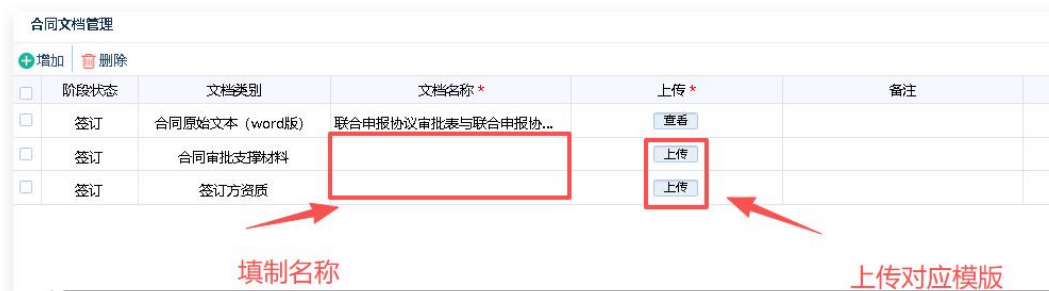 合同文档管理
增加 删除
阶段状态 文档类别 文档名称 * 上传 * 备注
签订 合同原始文本（word版） 联合申报协议审批表与联合申报协... 查看
签订 合同审批支撑材料 上传
签订 签订方资质 上传
填制名称 上传对应模版